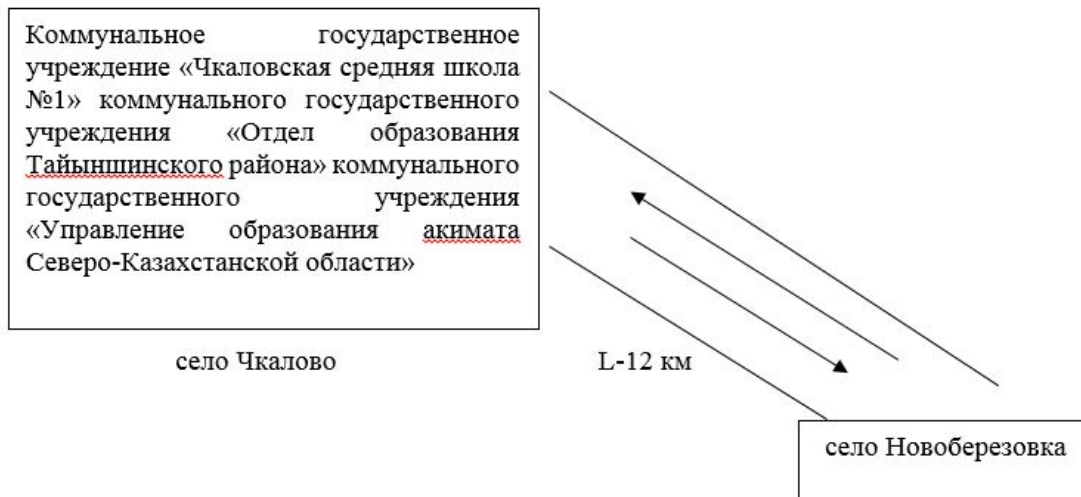 Коммунальное государственное
учреждение «Чкаловская средняя школа
№1» коммунального государственного
учреждения «Отдел образования
Тайыншинского района» коммунального
государственного учреждения
«Управление образования акимата
Северо-Казахстанской области»
село Чкалово
L-12 км
село Новоберезовка